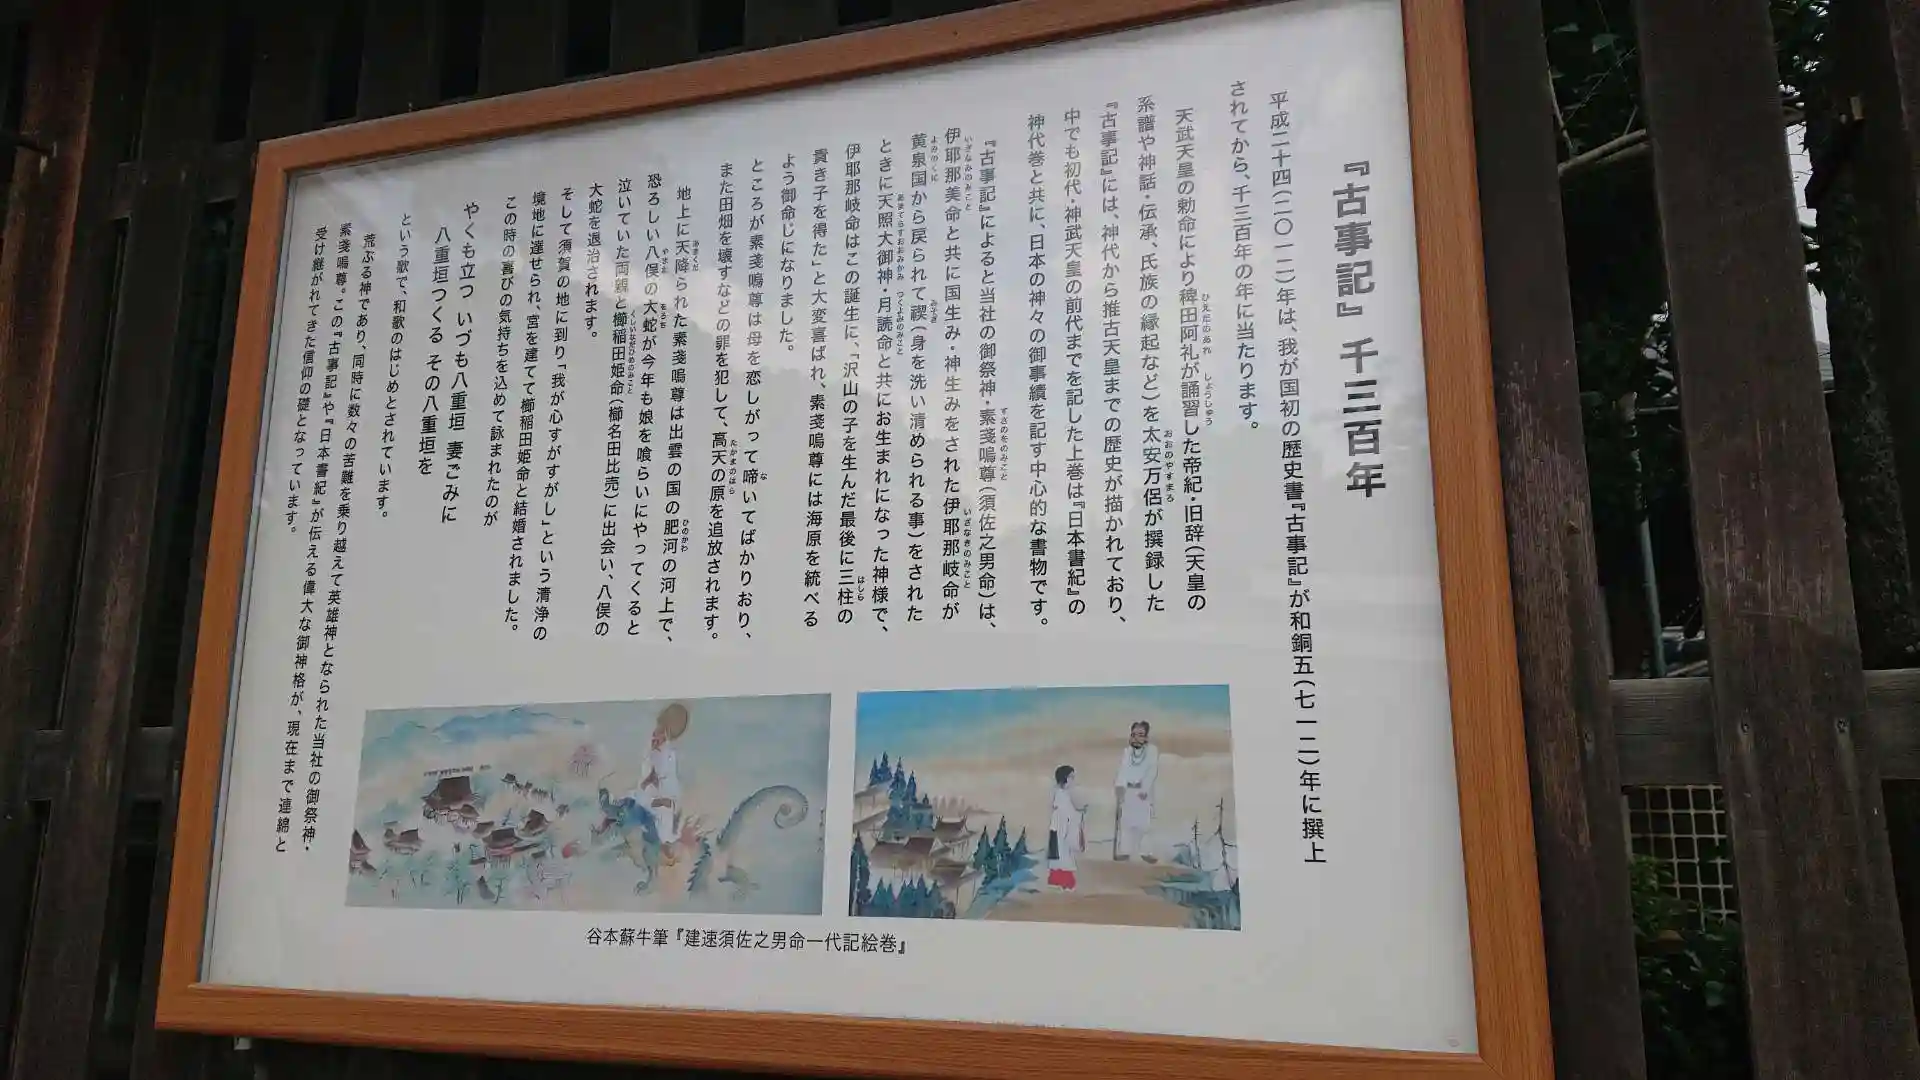 『古事記』千三百年
平成二十四(二〇一二)年は、我が国初の歴史書『古事記』が和銅五(七一二)年に撰上
されてから、千三百年の年に当たります。
天武天皇の勅命により稗田阿礼が誦習した帝紀・旧辞(天皇の
系譜や神話・伝承、氏族の縁起など)を太安万侶が撰録した
『古事記』には、神代から推古天皇までの歴史が描かれており、
中でも初代・神武天皇の前代までを記した上巻は『日本書紀』の
神代巻と共に、日本の神々の御事績を記す中心的な書物です。
『古事記』によると当社の御祭神・素戔嗚尊(須佐之男命)は、
伊耶那美命と共に国生み・神生みをされた伊耶那岐命が
黄泉国から戻られて禊(身を洗い清められる事)をされた
ときに天照大御神・月読命と共にお生まれになった神様で、
伊耶那岐命はこの誕生に、「沢山の子を生んだ最後に三柱の
貴き子を得た」と大変喜ばれ、素戔嗚尊には海原を統べる
よう御命じになりました。
ところが素戔嗚尊は母を恋しがって啼いてばかりおり、
また田畑を壊すなどの罪を犯して、高天の原を追放されます。
地上に天降られた素戔嗚尊は出雲の国の肥河の河上で、
恐ろしい八俣の大蛇が今年も娘を喰らいにやってくると
泣いていた両親と櫛稲田姫命(櫛名田比売)に出会い、八俣の
大蛇を退治されます。
そして須賀の地に到り「我が心すがすがし」という清浄の
境地に達せられ、宮を建てて櫛稲田姫命と結婚されました。
この時の喜びの気持ちを込めて詠まれたのが
やくも立つ いづも八重垣 妻ごみに
八重垣つくる その八重垣を
という歌で、和歌のはじめとされています。
荒ぶる神であり、同時に数々の苦難を乗り越えて英雄神となられた当社の御祭神・
素戔嗚尊。この『古事記』や『日本書紀』が伝える偉大な御神格が、現在まで連綿と
受け継がれてきた信仰の礎となっています。
谷本蘇牛筆『建速須佐之男命一代記絵巻』